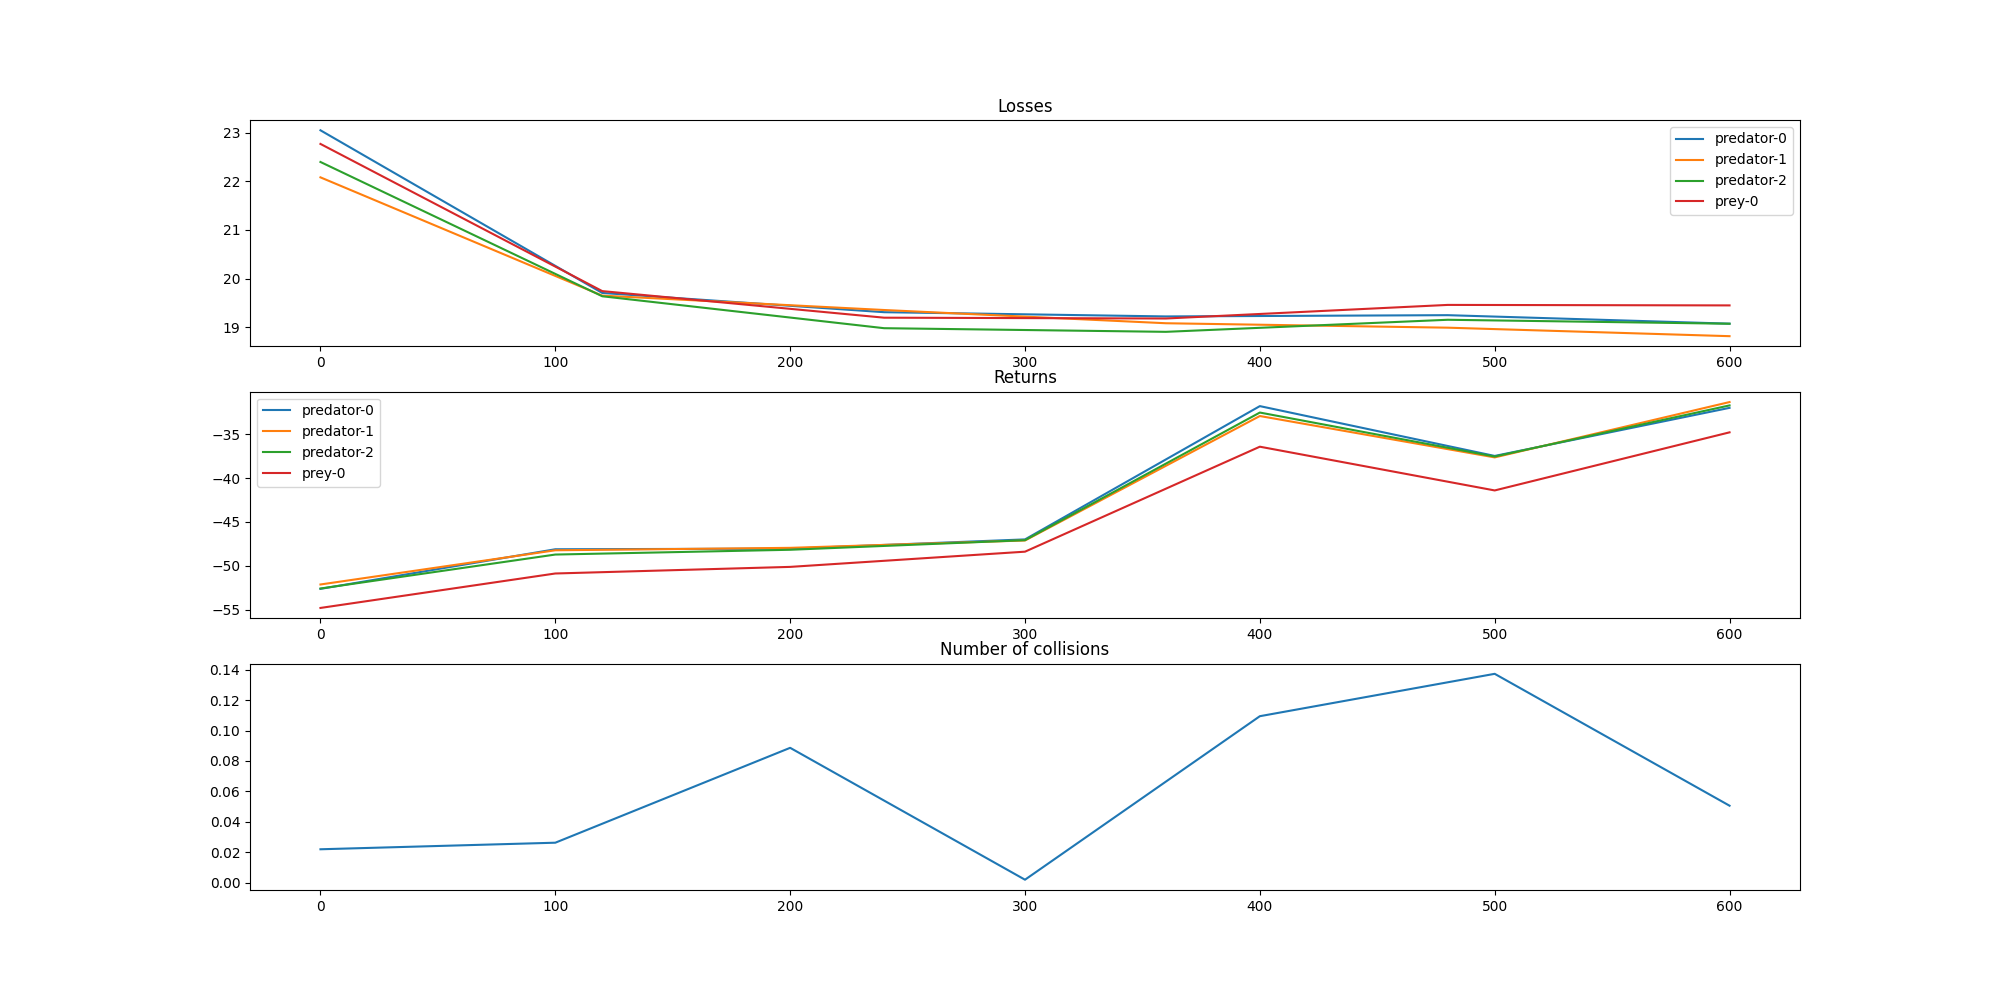 Losses
23
22
21
20
19
predator-0
predator-1
predator-2
prey-0
0 100 200 300 400 500 600
Returns
predator-0
predator-1
predator-2
prey-0
−35
−40
−45
−50
−55
0 100 200 300 400 500 600
Number of collisions
0.14
0.12
0.10
0.08
0.06
0.04
0.02
0.00
0 100 200 300 400 500 600